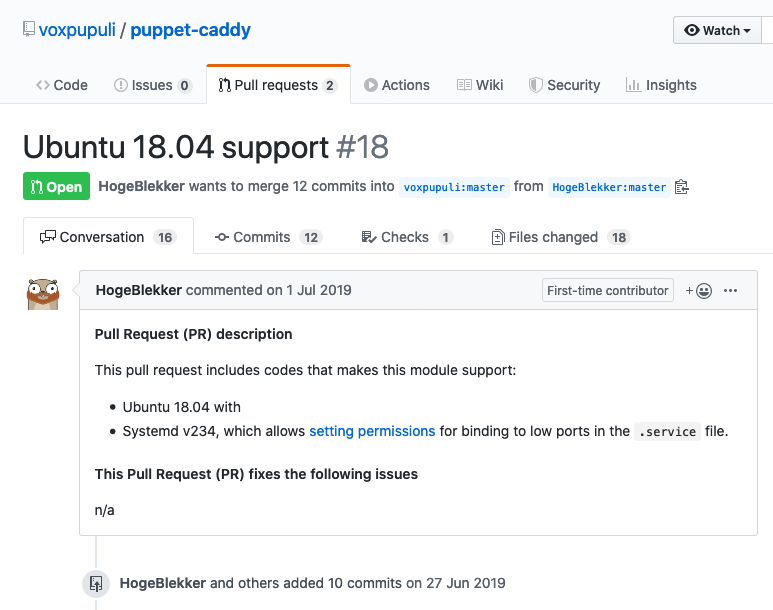 voxpupuli / puppet-caddy
Watch
Code Issues 0 Pull requests 2 Actions Wiki Security Insights
Ubuntu 18.04 support #18
Open HogeBlekker wants to merge 12 commits into voxpupuli:master from HogeBlekker:master
Conversation 16 Commits 12 Checks 1 Files changed 18
HogeBlekker commented on 1 Jul 2019 First-time contributor
Pull Request (PR) description
This pull request includes codes that makes this module support:
Ubuntu 18.04 with
Systemd v234, which allows setting permissions for binding to low ports in the .service file.
This Pull Request (PR) fixes the following issues
n/a
HogeBlekker and others added 10 commits on 27 Jun 2019